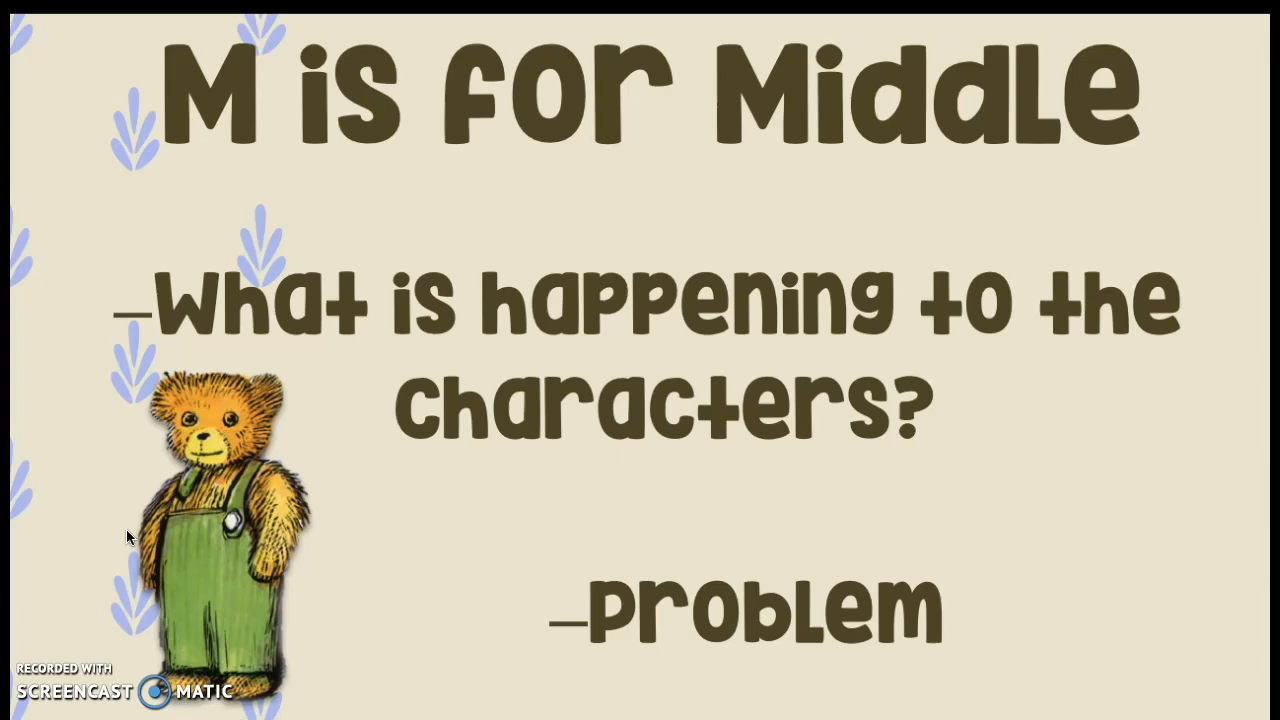 M is for Middle
-What is happening to the
characters?
-problem
RECORDED WITH
SCREENCAST MATIC